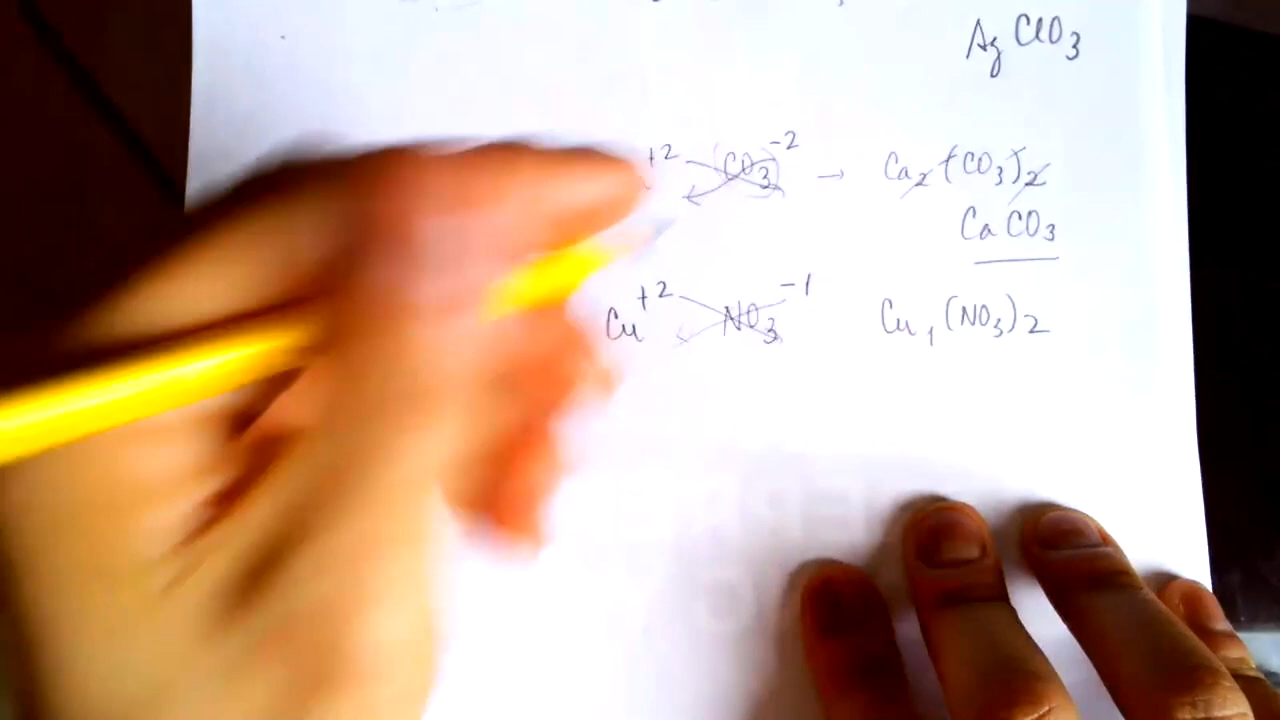 AgClO3
+2 CO3 -2 → Ca2(CO3)2
CaCO3
Cu+2 NO3 -1 Cu1(NO3)2